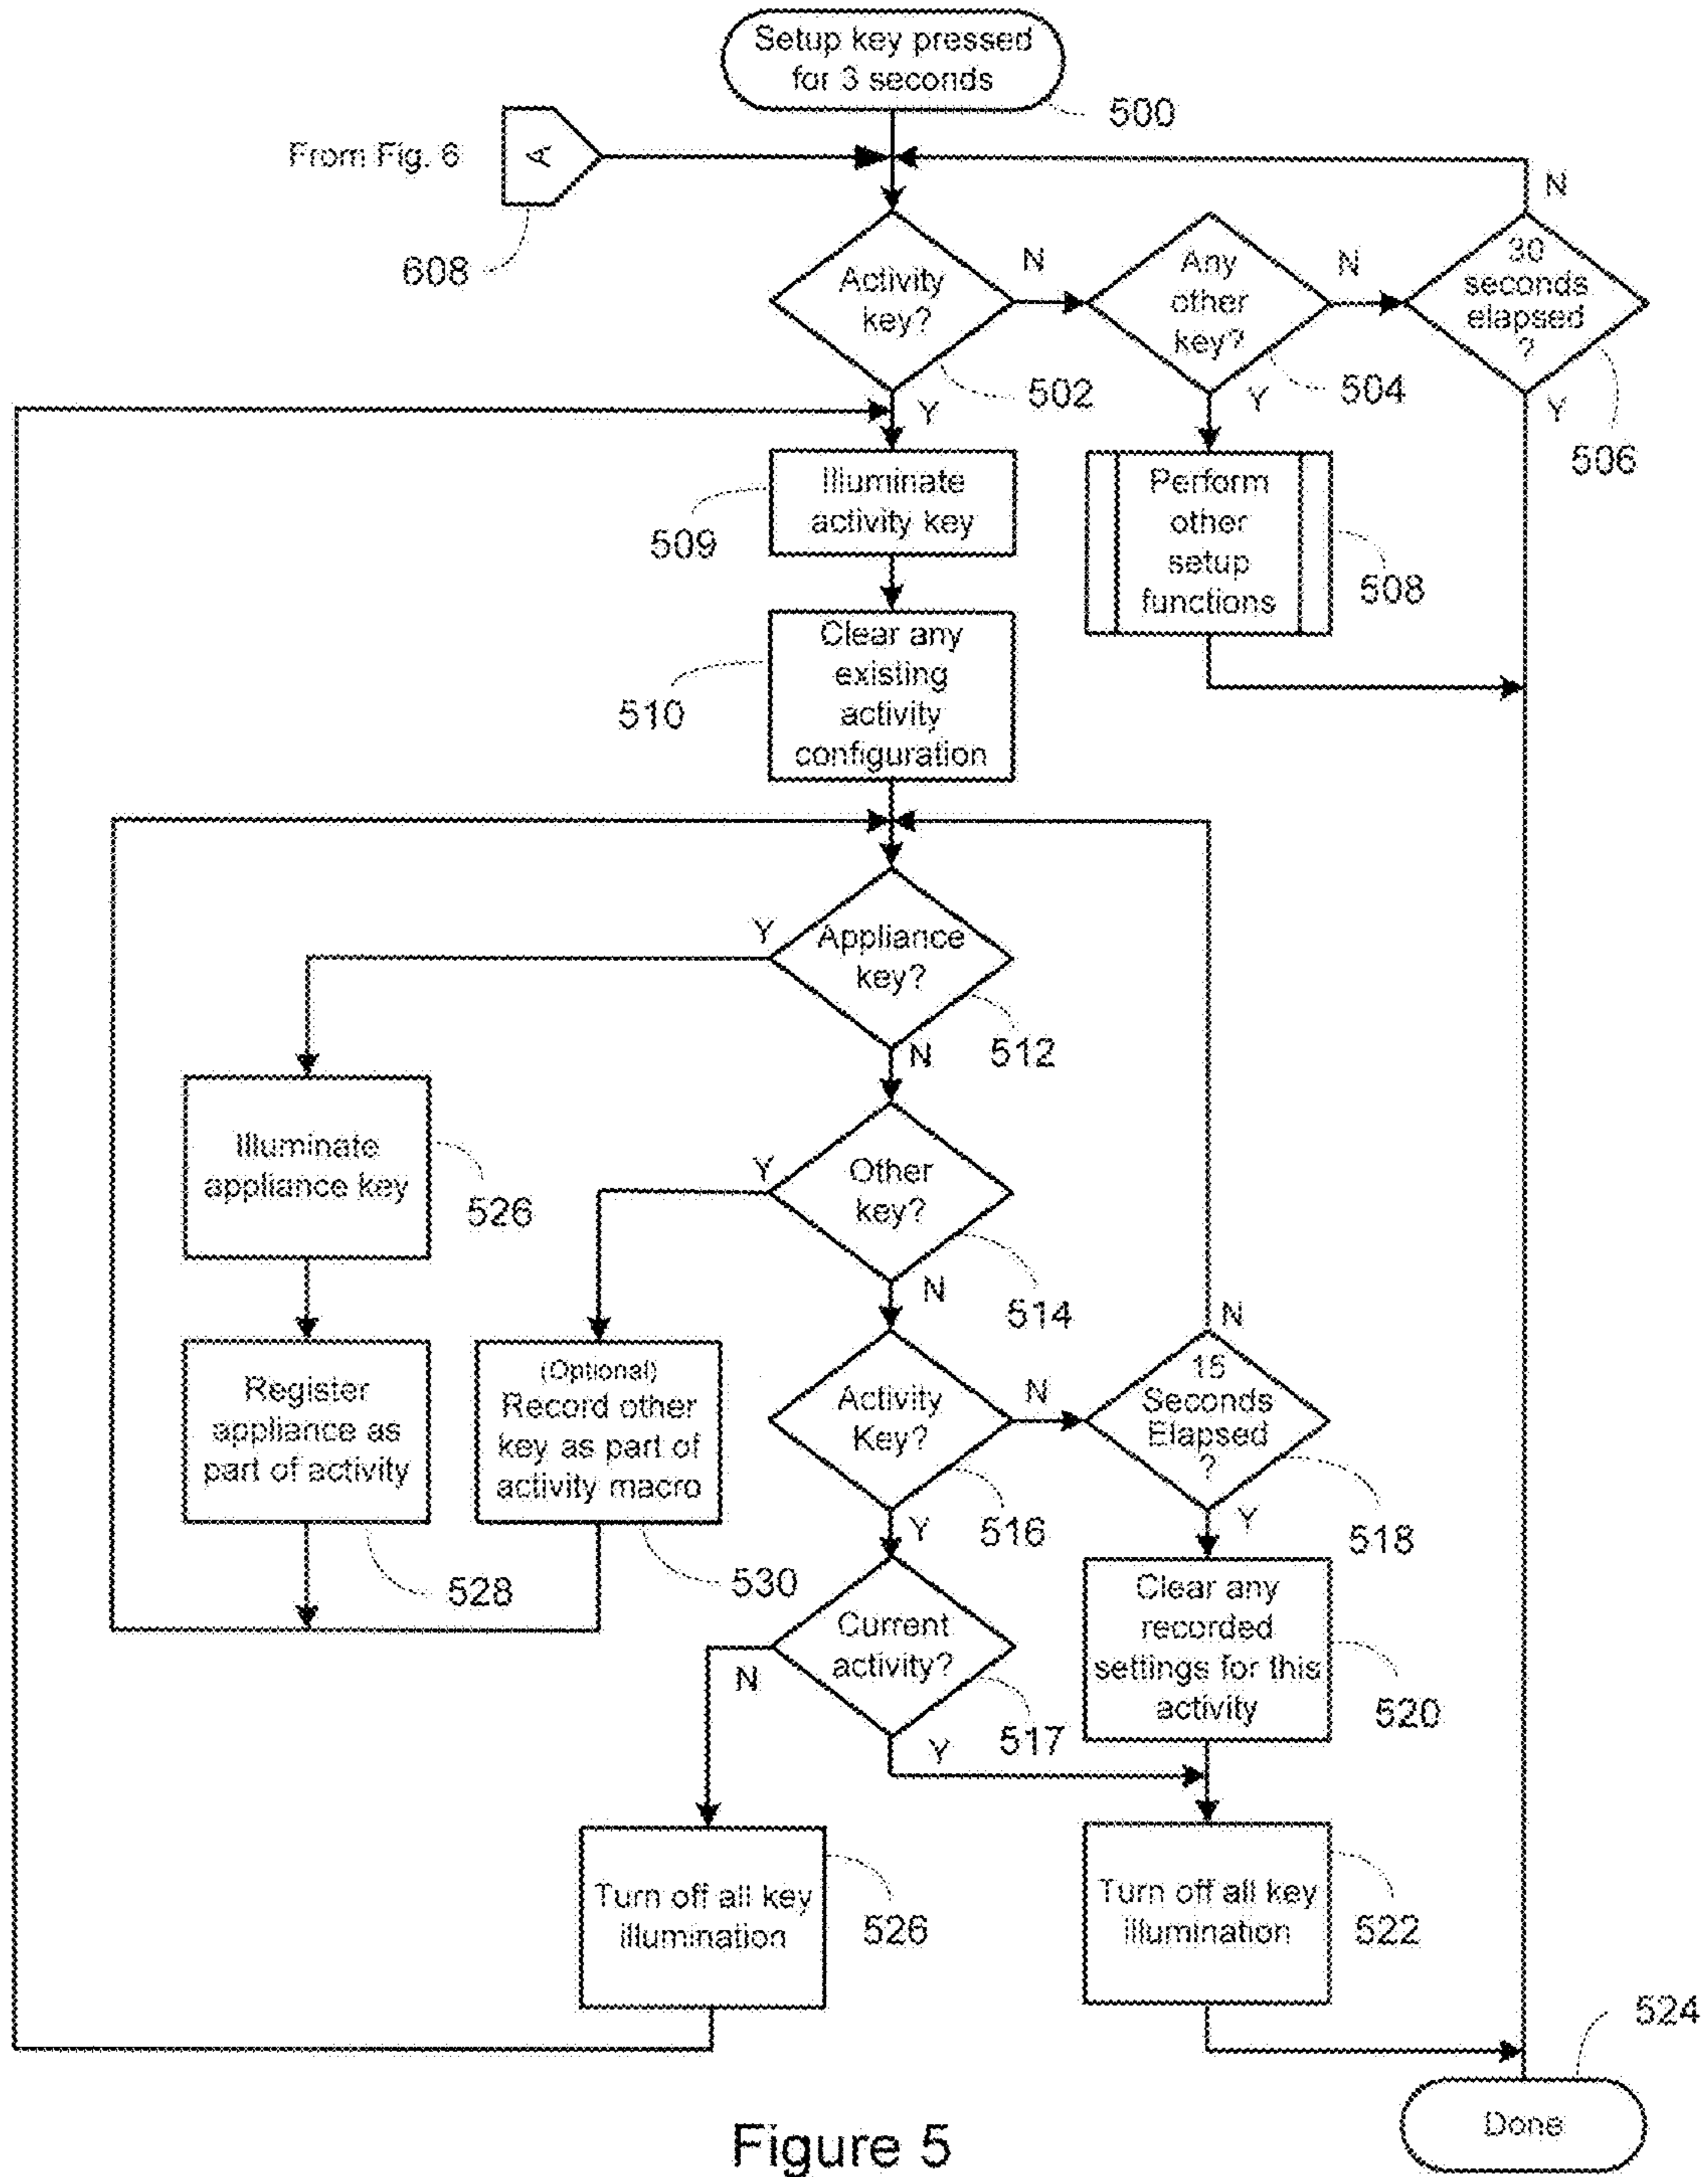 Setup key pressed
for 3 seconds
500
From Fig. 6
A
608
N
Activity
key?
N
Any
other
key?
N
30
seconds
elapsed
?
502
504
506
Y
Y
Y
Illuminate
activity key
509
Perform
other
setup
functions
508
Clear any
existing
activity
configuration
510
Y
Appliance
key?
512
N
Illuminate
appliance key
526
Y
Other
key?
514
N
N
Register
appliance as
part of activity
528
(Optional)
Record other
key as part of
activity macro
530
Activity
Key?
N
516
Y
15
Seconds
Elapsed
?
518
Y
Current
activity?
N
517
Y
Clear any
recorded
settings for this
activity
520
Turn off all key
illumination
526
Turn off all key
illumination
522
524
Done
Figure 5